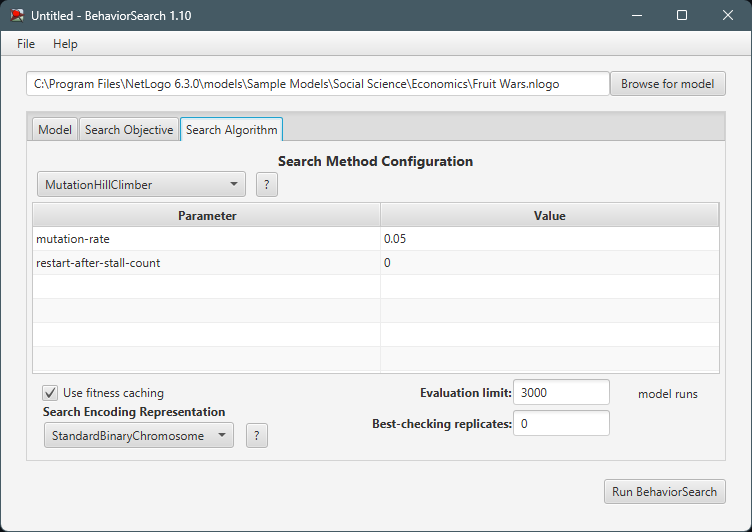 Untitled - BehaviorSearch 1.10
File Help
C:\Program Files\NetLogo 6.3.0\models\Sample Models\Social Science\Economics\Fruit Wars.nlogo Browse for model
Model Search Objective Search Algorithm
Search Method Configuration
MutationHillClimber ?
Parameter Value
mutation-rate 0.05
restart-after-stall-count 0
Use fitness caching Evaluation limit: 3000 model runs
Search Encoding Representation
Best-checking replicates: 0
StandardBinaryChromosome ?
Run BehaviorSearch